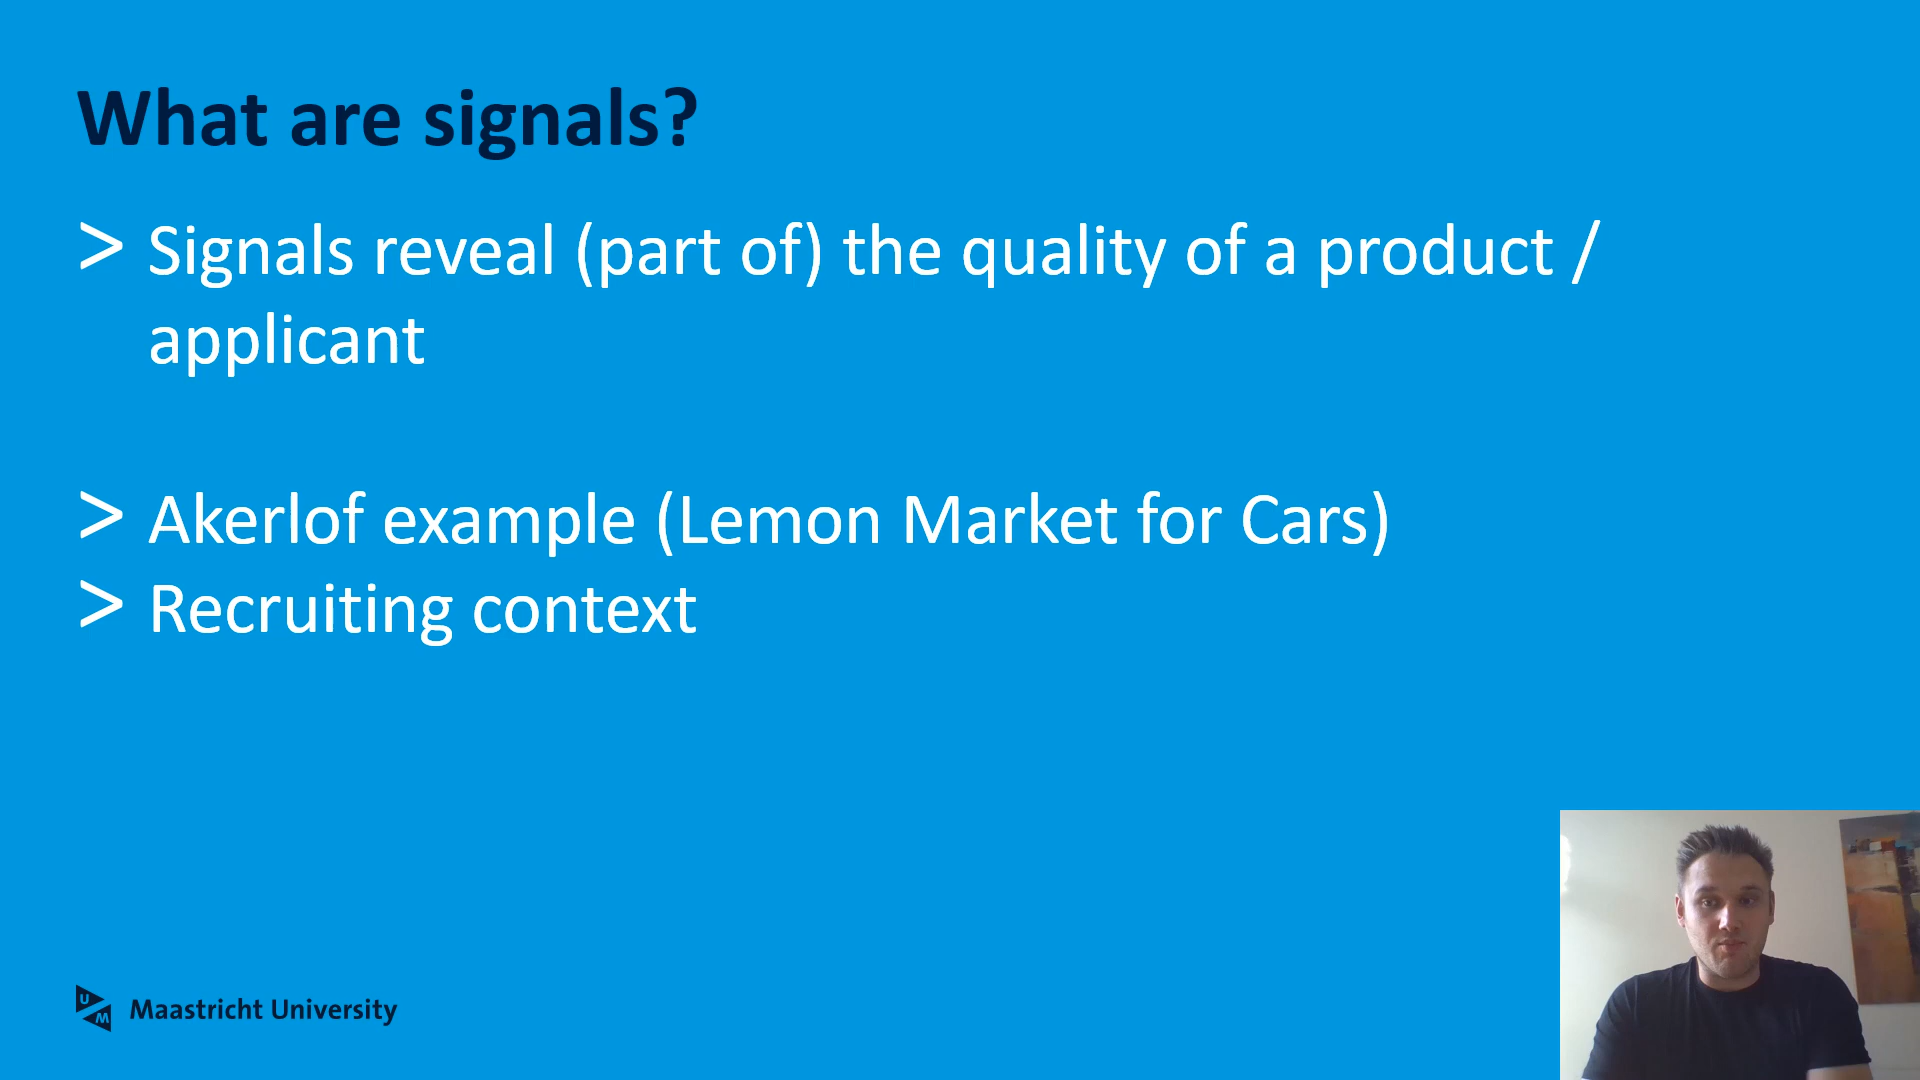 What are signals?
> Signals reveal (part of) the quality of a product /
applicant
> Akerlof example (Lemon Market for Cars)
> Recruiting context
UM Maastricht University